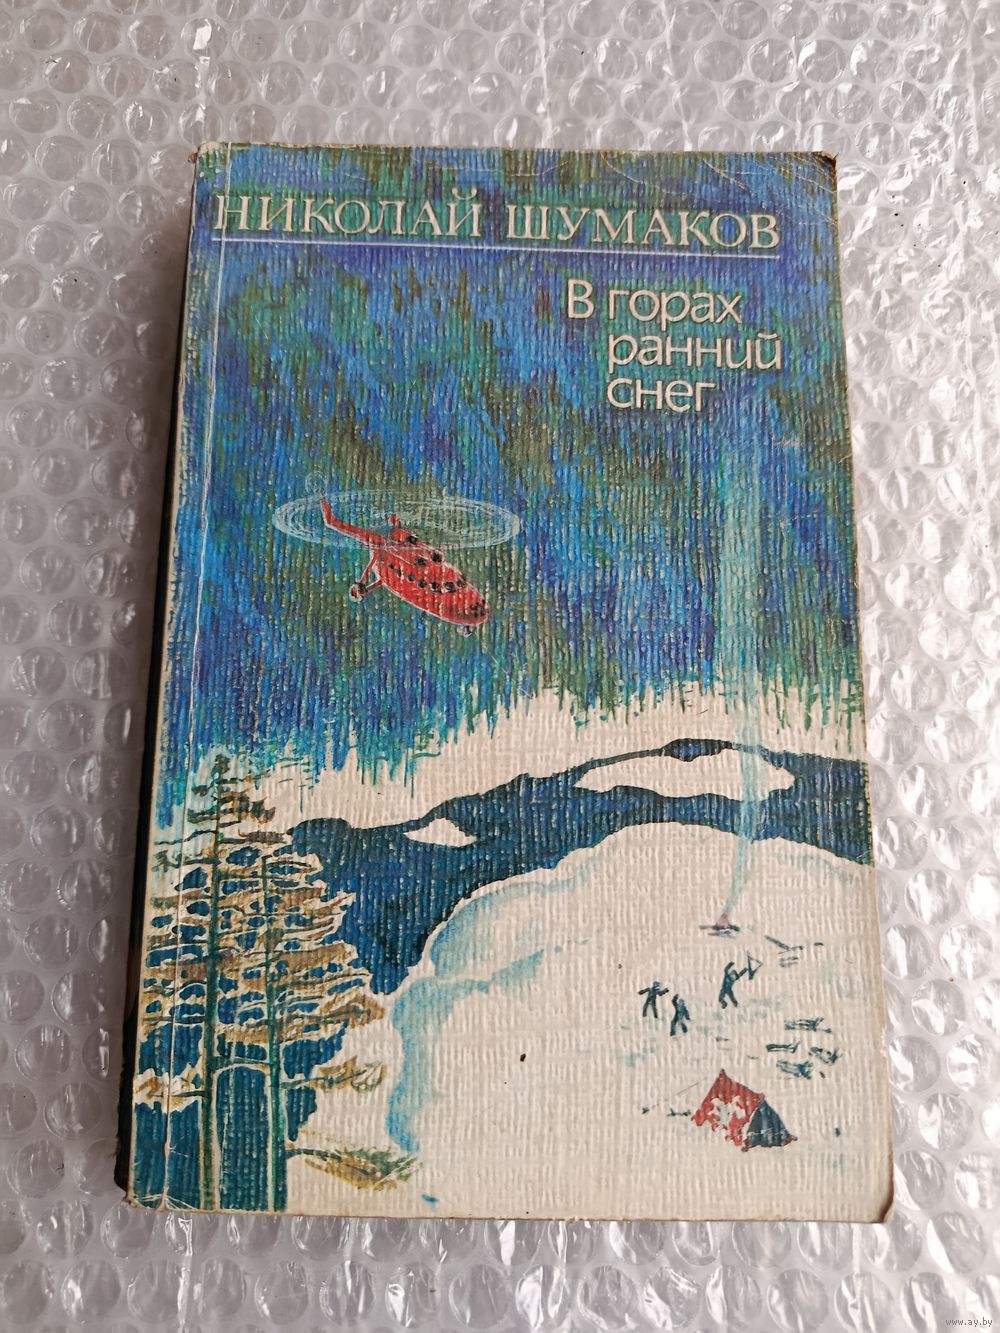 НИКОЛАЙ ШУМАКОВ
В горах
ранний
снег
www.ay.by